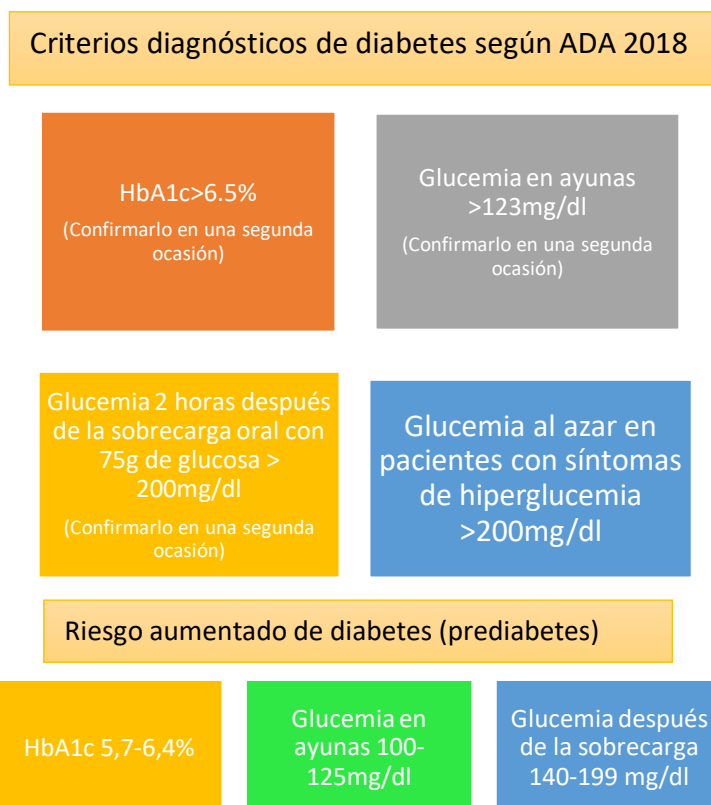 Criterios diagnósticos de diabetes según ADA 2018
HbA1c>6.5%
(Confirmarlo en una segunda
ocasión)
Glucemia en ayunas
>123mg/dl
(Confirmarlo en una segunda
ocasión)
Glucemia 2 horas después
de la sobrecarga oral con
75g de glucosa >
200mg/dl
(Confirmarlo en una segunda
ocasión)
Glucemia al azar en
pacientes con síntomas
de hiperglucemia
>200mg/dl
Riesgo aumentado de diabetes (prediabetes)
HbA1c 5,7-6,4%
Glucemia en
ayunas 100-
125mg/dl
Glucemia después
de la sobrecarga
140-199 mg/dl